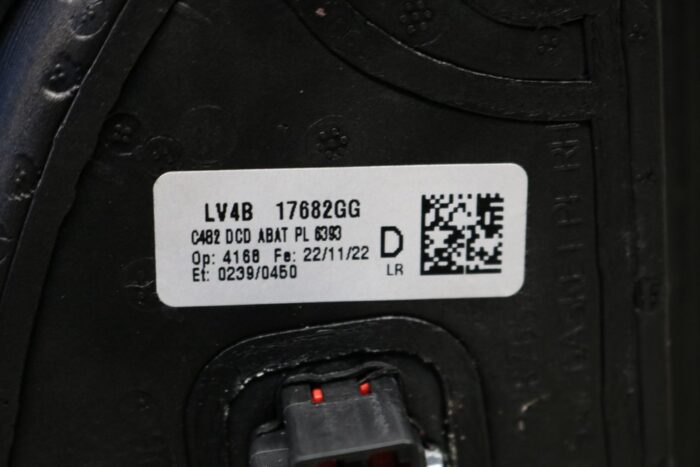 LV4B 17682GG
C482 DCD ABAT PL 6393
Op: 4168 Fe: 22/11/22
Et: 0239/0450
D
LR